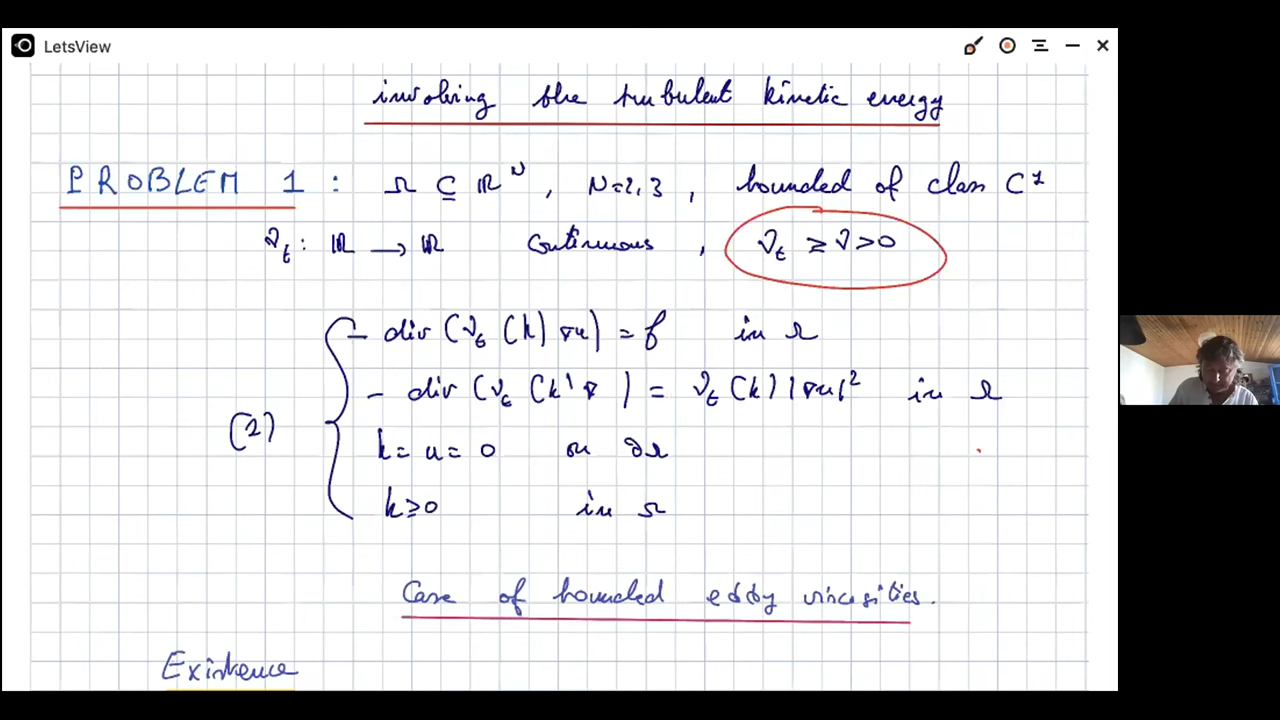 LetsView
involving the turbulent kinetic energy
PROBLEM 1 : Ω ⊆ ℝᴺ , N=2,3 , bounded of class C¹
ν_t : ℝ → ℝ continuous , ν_t ≥ ν > 0
- div (ν_t (k) ∇u) = f in Ω
- div (ν_t (k) ∇ ) = ν_t (k) |∇u|² in Ω
(2)
k = u = 0 on ∂Ω
k ≥ 0 in Ω
Case of bounded eddy viscosities.
Existence